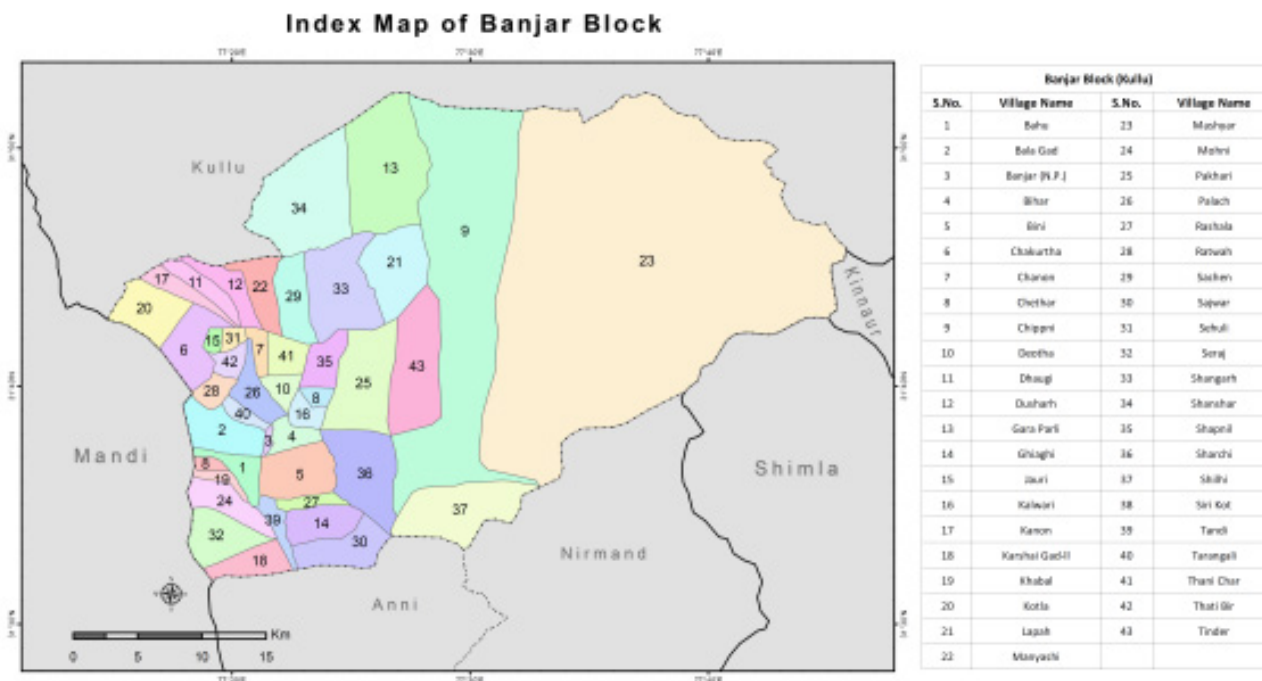 Index Map of Banjar Block
77°30'E
Kullu
13
34
9
21
23
17
11
12
22
29
33
20
Kinnaur
15
31
6
7
41
35
42
43
25
28
26
10
8
16
40
2
3
4
Mandi
8
1
5
36
Shimla
19
24
27
37
39
14
32
30
18
Nirmand
Anni
Km
0 5 10 15
Banjar Block (Kullu)
S.No. Village Name S.No. Village Name
1 Bahu 23 Mashyar
2 Bala Gad 24 Mohni
3 Banjar (N.P.) 25 Pakhari
4 Bihar 26 Palach
5 Bini 27 Rashala
6 Chakurtha 28 Ratwah
7 Chanon 29 Sachen
8 Chethar 30 Sajwar
9 Chippni 31 Sehuli
10 Deotha 32 Seraj
11 Dhaugi 33 Shangarh
12 Dusharh 34 Shanshar
13 Gara Parli 35 Shapnil
14 Ghiaghi 36 Sharchi
15 Jauri 37 Shilhi
16 Kalwari 38 Siri Kot
17 Kanon 39 Tandi
18 Karshai Gad-II 40 Tarangali
19 Khabal 41 Thani Char
20 Kotla 42 Thati Bir
21 Lapah 43 Tinder
22 Manyashi